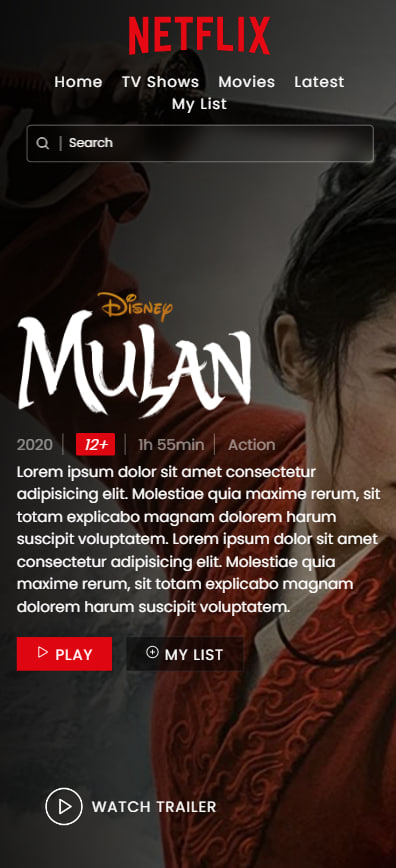 NETFLIX
Home TV Shows Movies Latest
My List
Search
Disney
MULAN
2020 | 12+ | 1h 55min | Action
Lorem ipsum dolor sit amet consectetur
adipisicing elit. Molestiae quia maxime rerum, sit
totam explicabo magnam dolorem harum
suscipit voluptatem. Lorem ipsum dolor sit amet
consectetur adipisicing elit. Molestiae quia
maxime rerum, sit totam explicabo magnam
dolorem harum suscipit voluptatem.
PLAY MY LIST
WATCH TRAILER